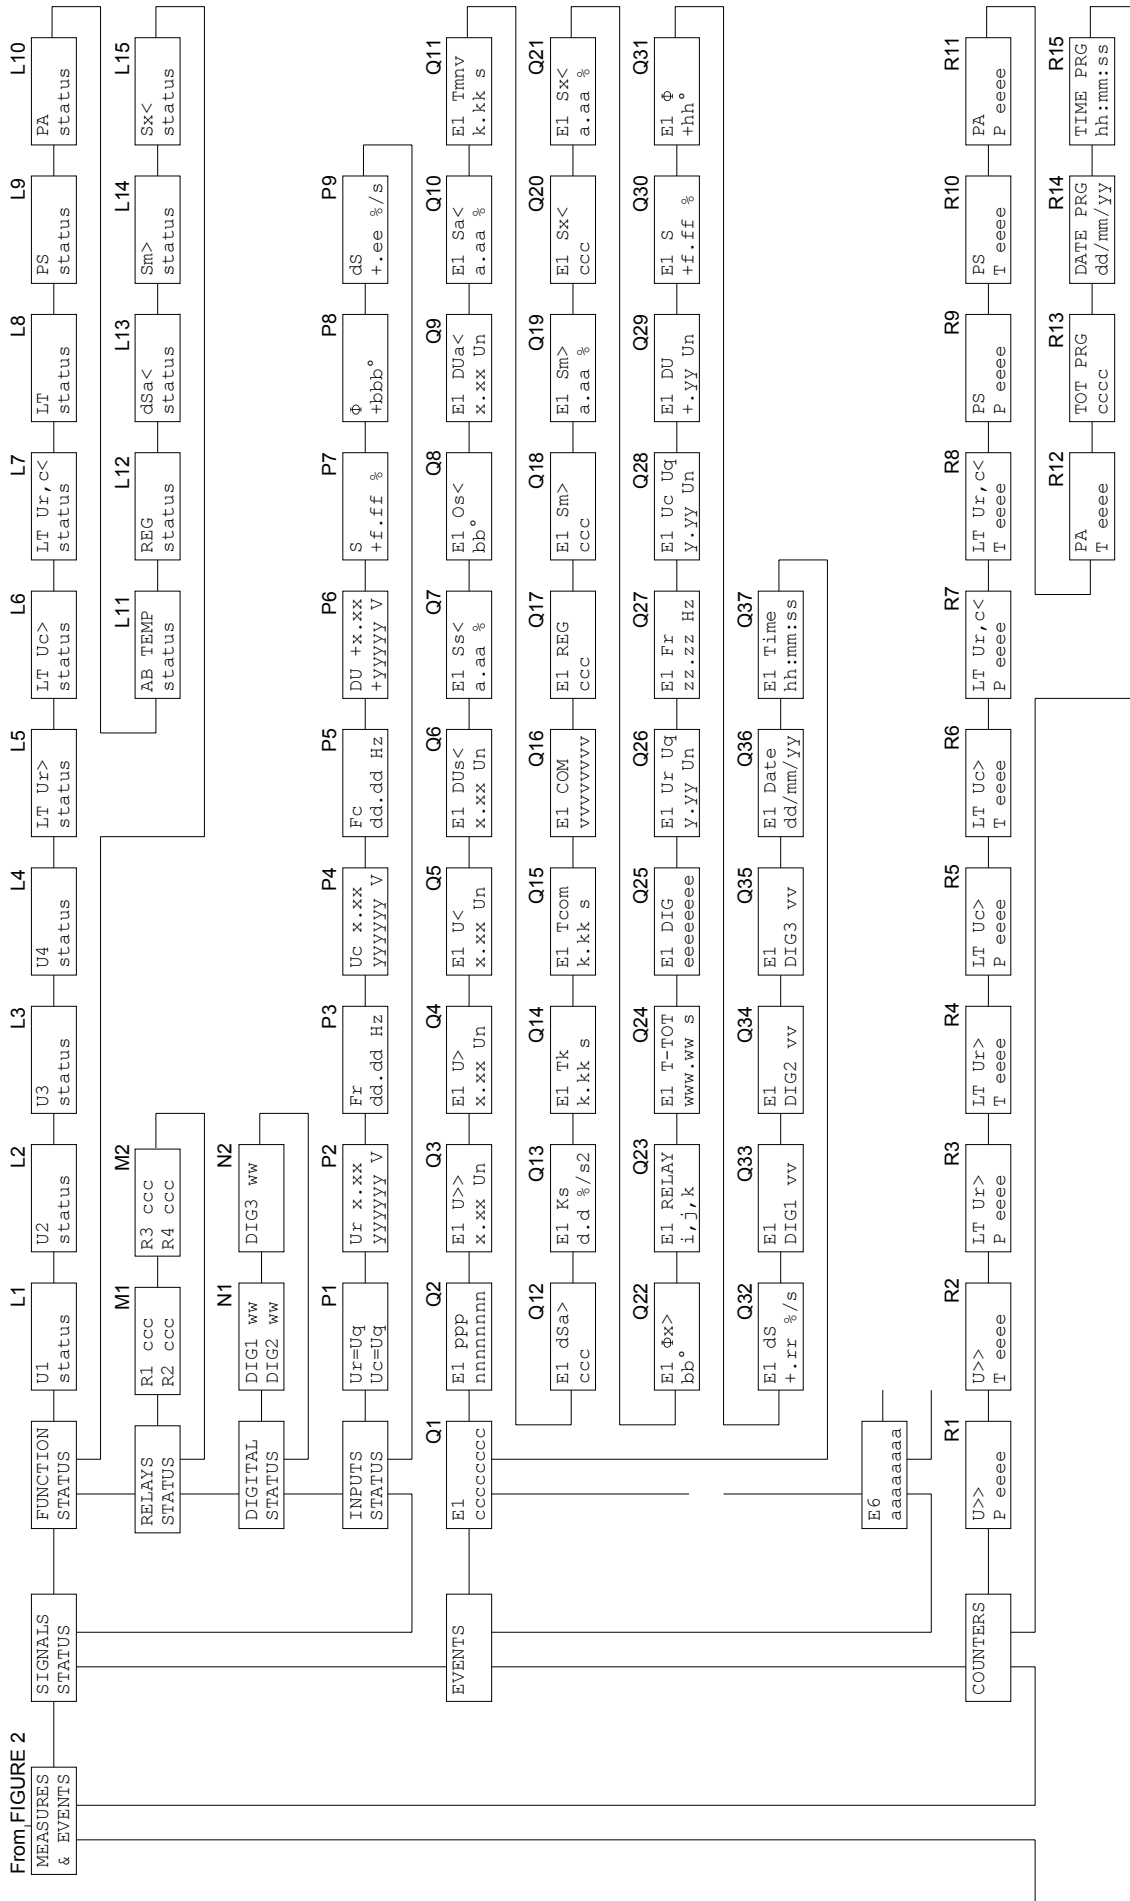 From FIGURE 2
MEASURES
& EVENTS
SIGNALS
STATUS
FUNCTION
STATUS
L1
U1
status
L2
U2
status
L3
U3
status
L4
U4
status
L5
LT Ur>
status
L6
LT Uc>
status
L7
LT Ur,c<
status
L8
LT
status
L9
PS
status
L10
PA
status
L11
AB TEMP
status
L12
REG
status
L13
dSa<
status
L14
Sm>
status
L15
Sx<
status
RELAYS
STATUS
M1
R1 ccc
R2 ccc
M2
R3 ccc
R4 ccc
DIGITAL
STATUS
N1
DIG1 ww
DIG2 ww
N2
DIG3 ww
INPUTS
STATUS
P1
Ur=Uq
Uc=Uq
P2
Ur x.xx
yyyyyy V
P3
Fr
dd.dd Hz
P4
Uc x.xx
yyyyyy V
P5
Fc
dd.dd Hz
P6
DU +x.xx
+yyyyy V
P7
S
+f.ff %
P8
Φ
+bbb°
P9
dS
+.ee %/s
EVENTS
Q1
E1
ccccccccc
Q2
E1 ppp
nnnnnnnn
Q3
E1 U>>
x.xx Un
Q4
E1 U>
x.xx Un
Q5
E1 U<
x.xx Un
Q6
E1 DUs<
x.xx Un
Q7
E1 Ss<
a.aa %
Q8
E1 Os<
bb°
Q9
E1 DUa<
x.xx Un
Q10
E1 Sa<
a.aa %
Q11
E1 Tmnv
k.kk s
Q12
E1 dSa>
ccc
Q13
E1 Ks
d.d %/s2
Q14
E1 Tk
k.kk s
Q15
E1 Tcom
k.kk s
Q16
E1 COM
vvvvvvvv
Q17
E1 REG
ccc
Q18
E1 Sm>
ccc
Q19
E1 Sm>
a.aa %
Q20
E1 Sx<
ccc
Q21
E1 Sx<
a.aa %
Q22
E1 Φx>
bb°
Q23
E1 RELAY
i,j,k
Q24
E1 T-TOT
www.ww s
Q25
E1 DIG
eeeeeeee
Q26
E1 Ur Uq
y.yy Un
Q27
E1 Fr
zz.zz Hz
Q28
E1 Uc Uq
y.yy Un
Q29
E1 DU
+.yy Un
Q30
E1 S
+f.ff %
Q31
E1 Φ
+hh°
Q32
E1 dS
+.rr %/s
Q33
E1
DIG1 vv
Q34
E1
DIG2 vv
Q35
E1
DIG3 vv
Q36
E1 Date
dd/mm/yy
Q37
E1 Time
hh:mm:ss
E6
aaaaaaaaa
COUNTERS
R1
U>>
P eeee
R2
U>>
T eeee
R3
LT Ur>
P eeee
R4
LT Ur>
T eeee
R5
LT Uc>
P eeee
R6
LT Uc>
T eeee
R7
LT Ur,c<
P eeee
R8
LT Ur,c<
T eeee
R9
PS
P eeee
R10
PS
T eeee
R11
PA
P eeee
R12
PA
T eeee
R13
TOT PRG
cccc
R14
DATE PRG
dd/mm/yy
R15
TIME PRG
hh:mm:ss